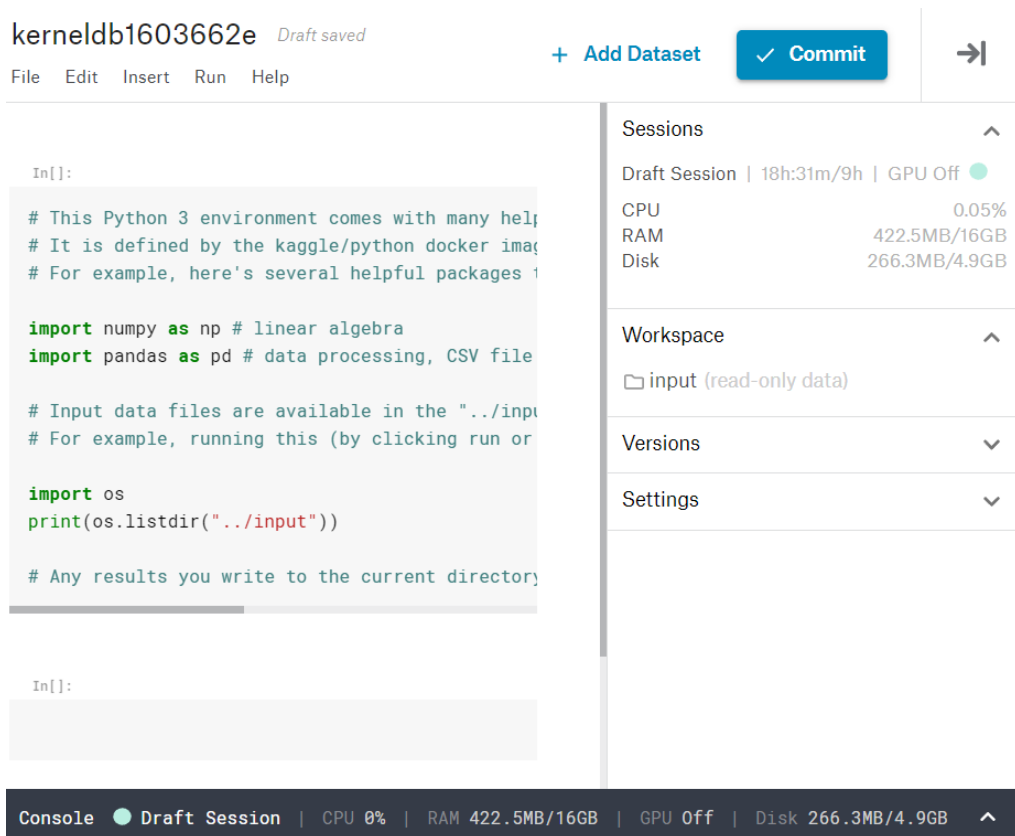 kerneldb1603662e Draft saved
File Edit Insert Run Help
+ Add Dataset
Commit
In[]:
# This Python 3 environment comes with many help
# It is defined by the kaggle/python docker imag
# For example, here's several helpful packages t
import numpy as np # linear algebra
import pandas as pd # data processing, CSV file
# Input data files are available in the "../inpu
# For example, running this (by clicking run or
import os
print(os.listdir("../input"))
# Any results you write to the current directory
In[]:
Sessions
Draft Session | 18h:31m/9h | GPU Off
CPU 0.05%
RAM 422.5MB/16GB
Disk 266.3MB/4.9GB
Workspace
input (read-only data)
Versions
Settings
Console Draft Session | CPU 0% | RAM 422.5MB/16GB | GPU Off | Disk 266.3MB/4.9GB